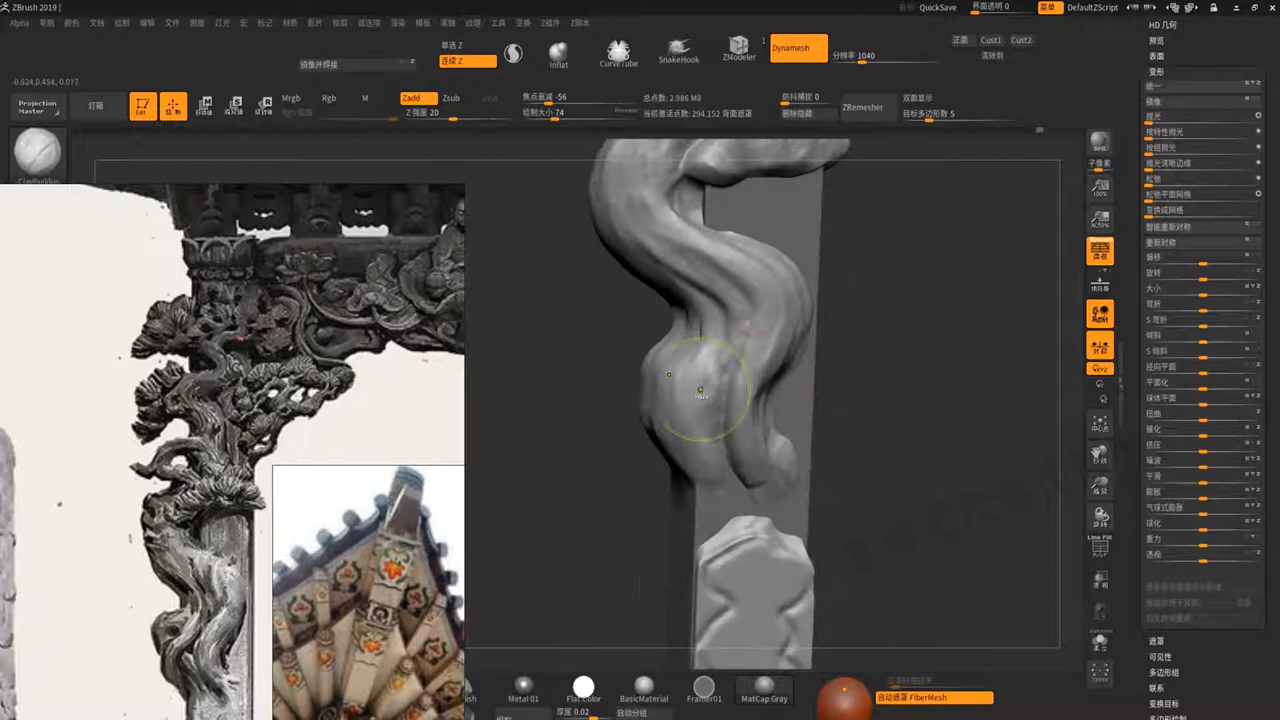 ZBrush 2019 [
QuickSave
界面透明 0
菜单
DefaultZScript
Alpha 笔刷 颜色 文档 绘制 编辑 文件 图层 灯光 宏 标记 材质 影片 拾取 首选项 渲染 模板 笔触 纹理 工具 变换 Z插件 Z脚本
镜像并焊接
单选 Z
连续 Z
Inflat
CurveTube
SnakeHook
ZModeler
1
Dynamesh
分辨率 1040
正面
Cust1
Cust2
清除到
-0.624,0.454,-0.077
Projection
Master
灯箱
Edit
Mrgb
Rgb
M
Zadd
Zsub
Z 强度 20
焦点衰减 -56
绘制大小 74
总点数: 2.986 Mil
当前激活点数: 294,152 背面遮罩
防抖捕捉 0
删除隐藏
ZRemesher
双面显示
目标多边形数 5
子像素
100%
AC50%
透视
对称
中心点
Line Fill
HD 几何
预览
表面
变形
统一
镜像
抛光
按特性抛光
按组抛光
抛光清晰边缘
松弛
松弛平面网格
变换成网格
智能重新对称
重新对称
偏移
旋转
大小
弯折
S 弯折
倾斜
S 倾斜
径向平面
平面化
球体平面
扭曲
锥化
挤压
噪波
平滑
膨胀
气球式膨胀
球化
重力
透视
遮罩
可见性
多边形组
联系
变换目标
Metal 01
Flat Color
BasicMaterial
Framer01
MatCap Gray
厚度 0.02
自动分组
自动遮罩 FiberMesh